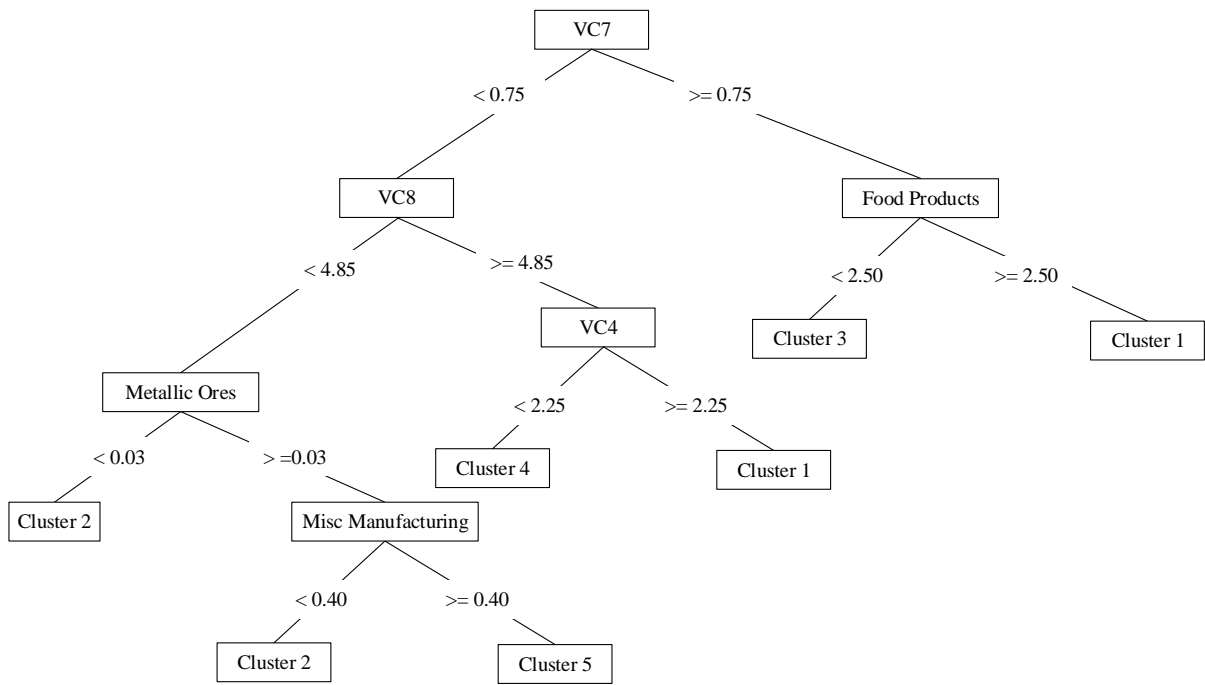 VC7
< 0.75
>= 0.75
VC8
Food Products
< 4.85
>= 4.85
< 2.50
>= 2.50
VC4
Cluster 3
Cluster 1
Metallic Ores
< 2.25
>= 2.25
< 0.03
> =0.03
Cluster 4
Cluster 1
Cluster 2
Misc Manufacturing
< 0.40
>= 0.40
Cluster 2
Cluster 5